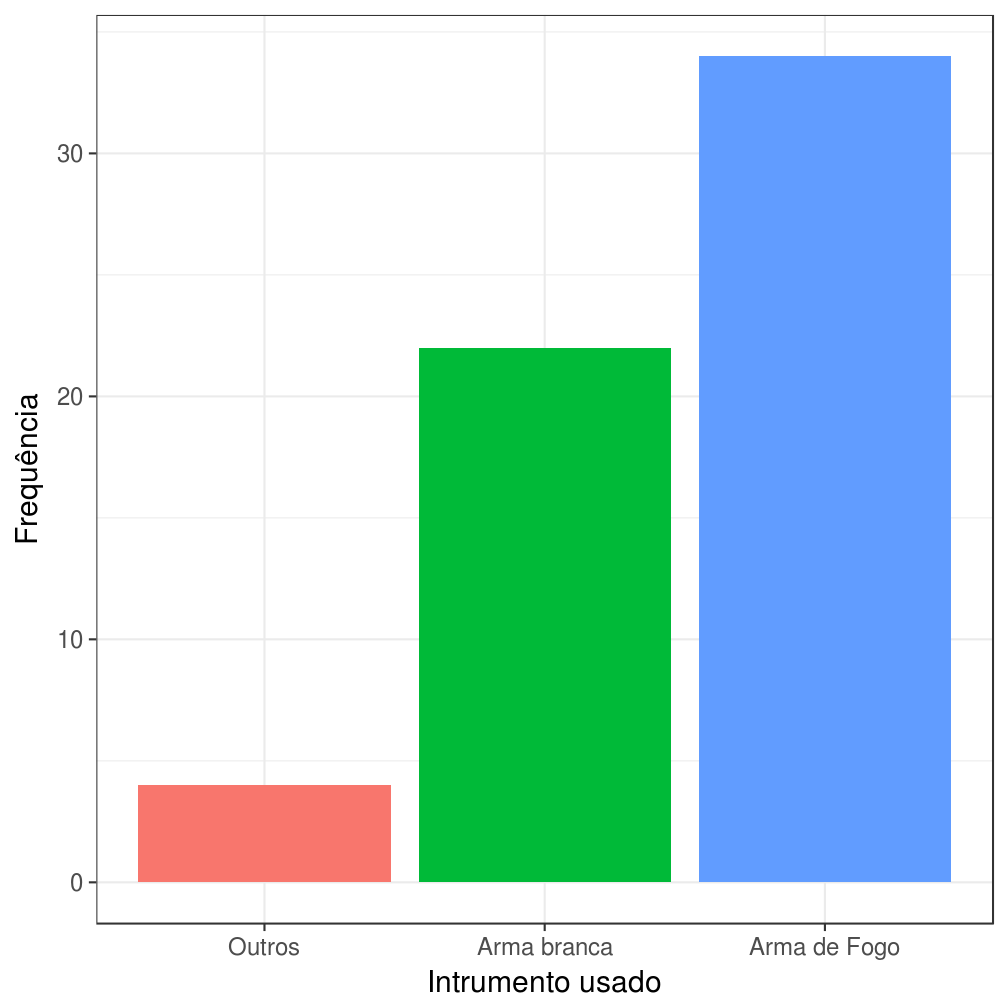 Frequência
30
20
10
0
Outros
Arma branca
Arma de Fogo
Intrumento usado